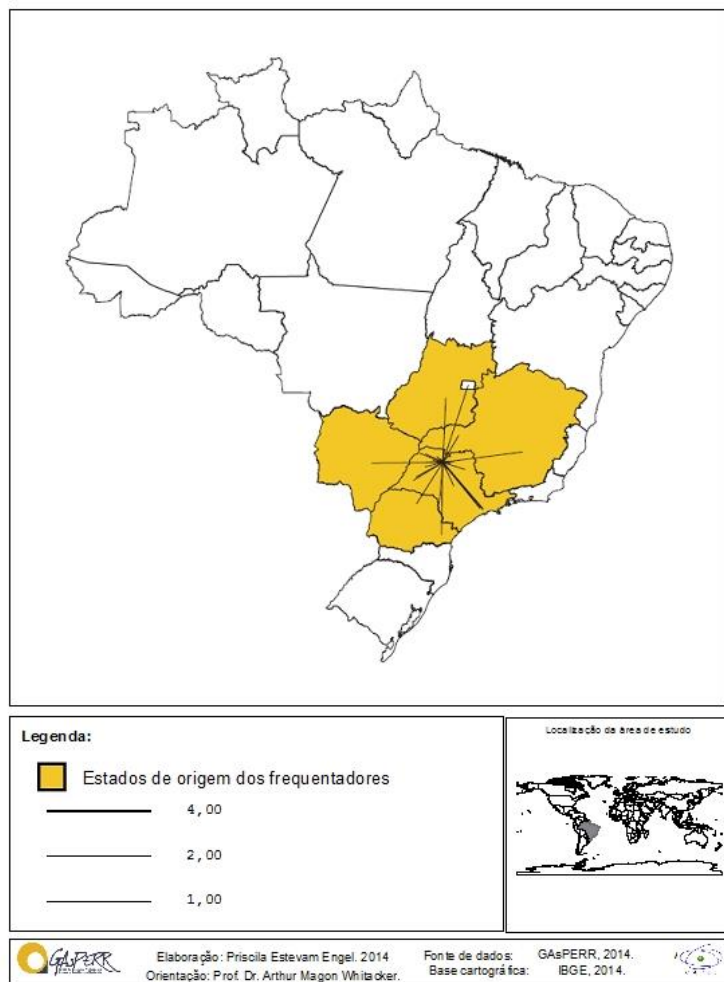 Legenda:
Estados de origem dos frequentadores
4,00
2,00
1,00
Localização da área de estudo
GAsPERR
Elaboração: Priscila Estevam Engel. 2014
Orientação: Prof. Dr. Arthur Magon Whitacker.
Fonte de dados: GAsPERR, 2014.
Base cartográfica: IBGE, 2014.